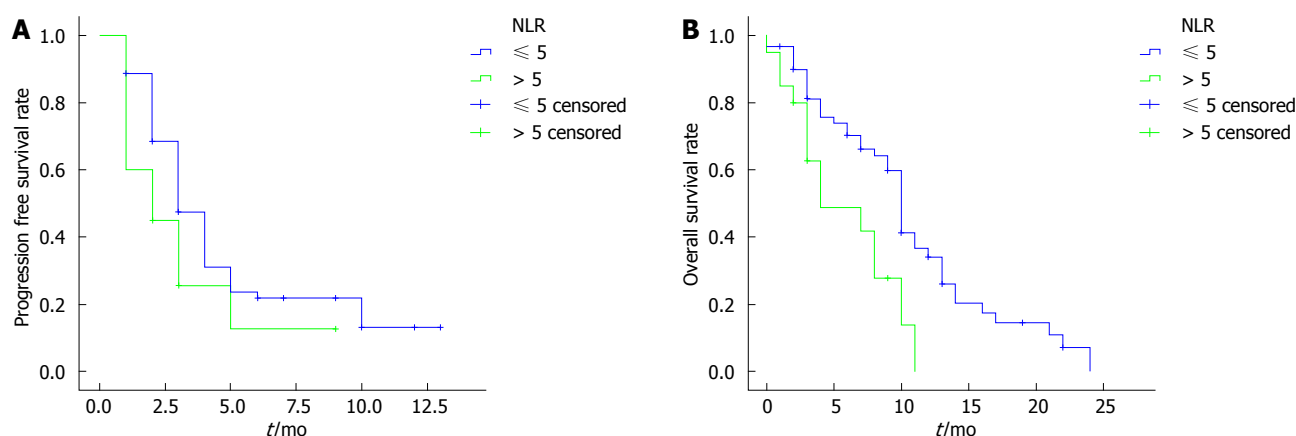 A
NLR
≤ 5
> 5
≤ 5 censored
> 5 censored
Progression free survival rate
1.0
0.8
0.6
0.4
0.2
0.0
0.0 2.5 5.0 7.5 10.0 12.5
t/mo
B
NLR
≤ 5
> 5
≤ 5 censored
> 5 censored
Overall survival rate
1.0
0.8
0.6
0.4
0.2
0.0
0 5 10 15 20 25
t/mo